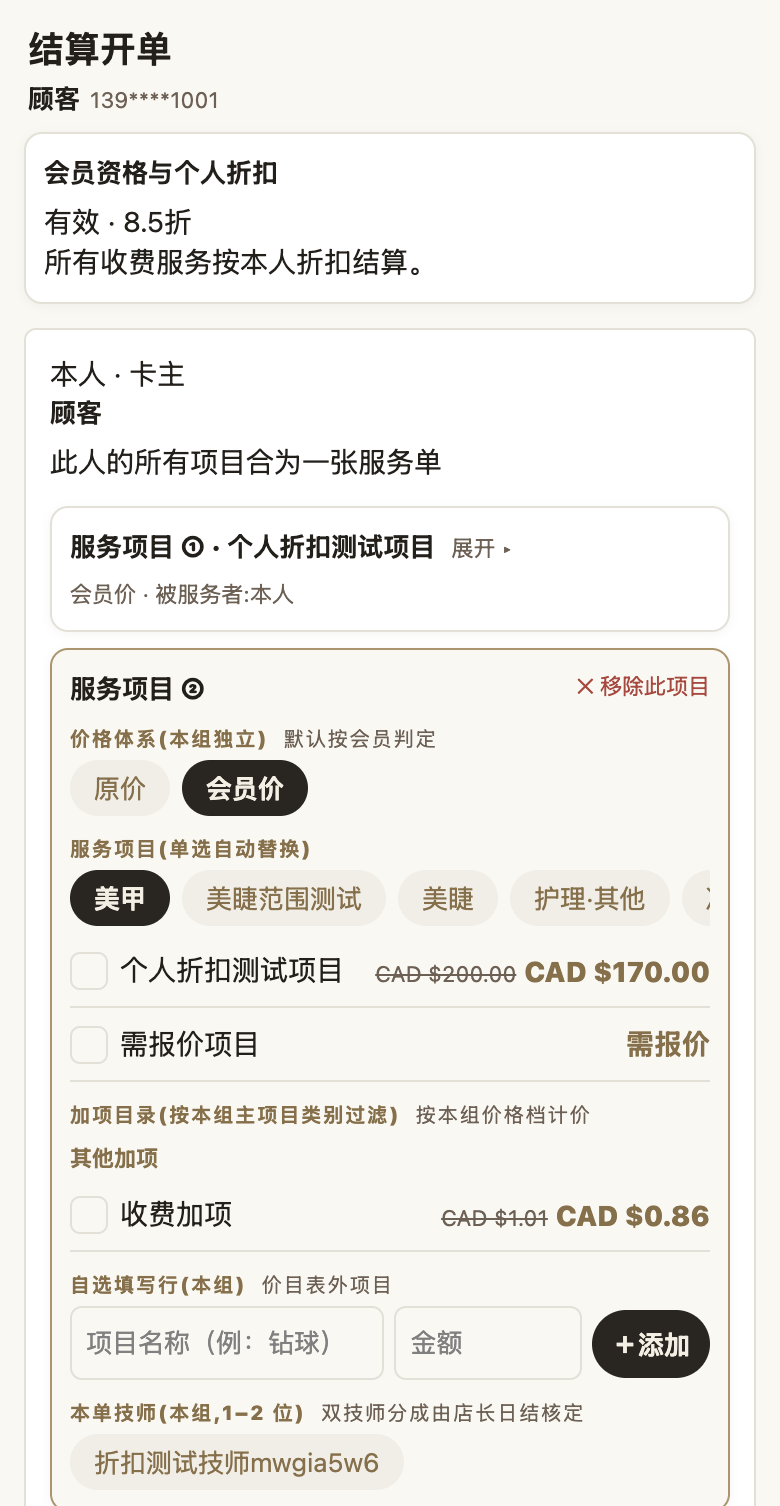 结算开单
顾客 139****1001
会员资格与个人折扣
有效 · 8.5折
所有收费服务按本人折扣结算。
本人 · 卡主
顾客
此人的所有项目合为一张服务单
服务项目 ① · 个人折扣测试项目 展开 ▸
会员价 · 被服务者:本人
服务项目 ② ✕ 移除此项目
价格体系(本组独立) 默认按会员判定
原价 会员价
服务项目(单选自动替换)
美甲 美睫范围测试 美睫 护理·其他
个人折扣测试项目 CAD $200.00 CAD $170.00
需报价项目 需报价
加项目录(按本组主项目类别过滤) 按本组价格档计价
其他加项
收费加项 CAD $1.01 CAD $0.86
自选填写行(本组) 价目表外项目
项目名称（例：钻球） 金额 ＋添加
本单技师(本组,1–2 位) 双技师分成由店长日结核定
折扣测试技师mwgia5w6